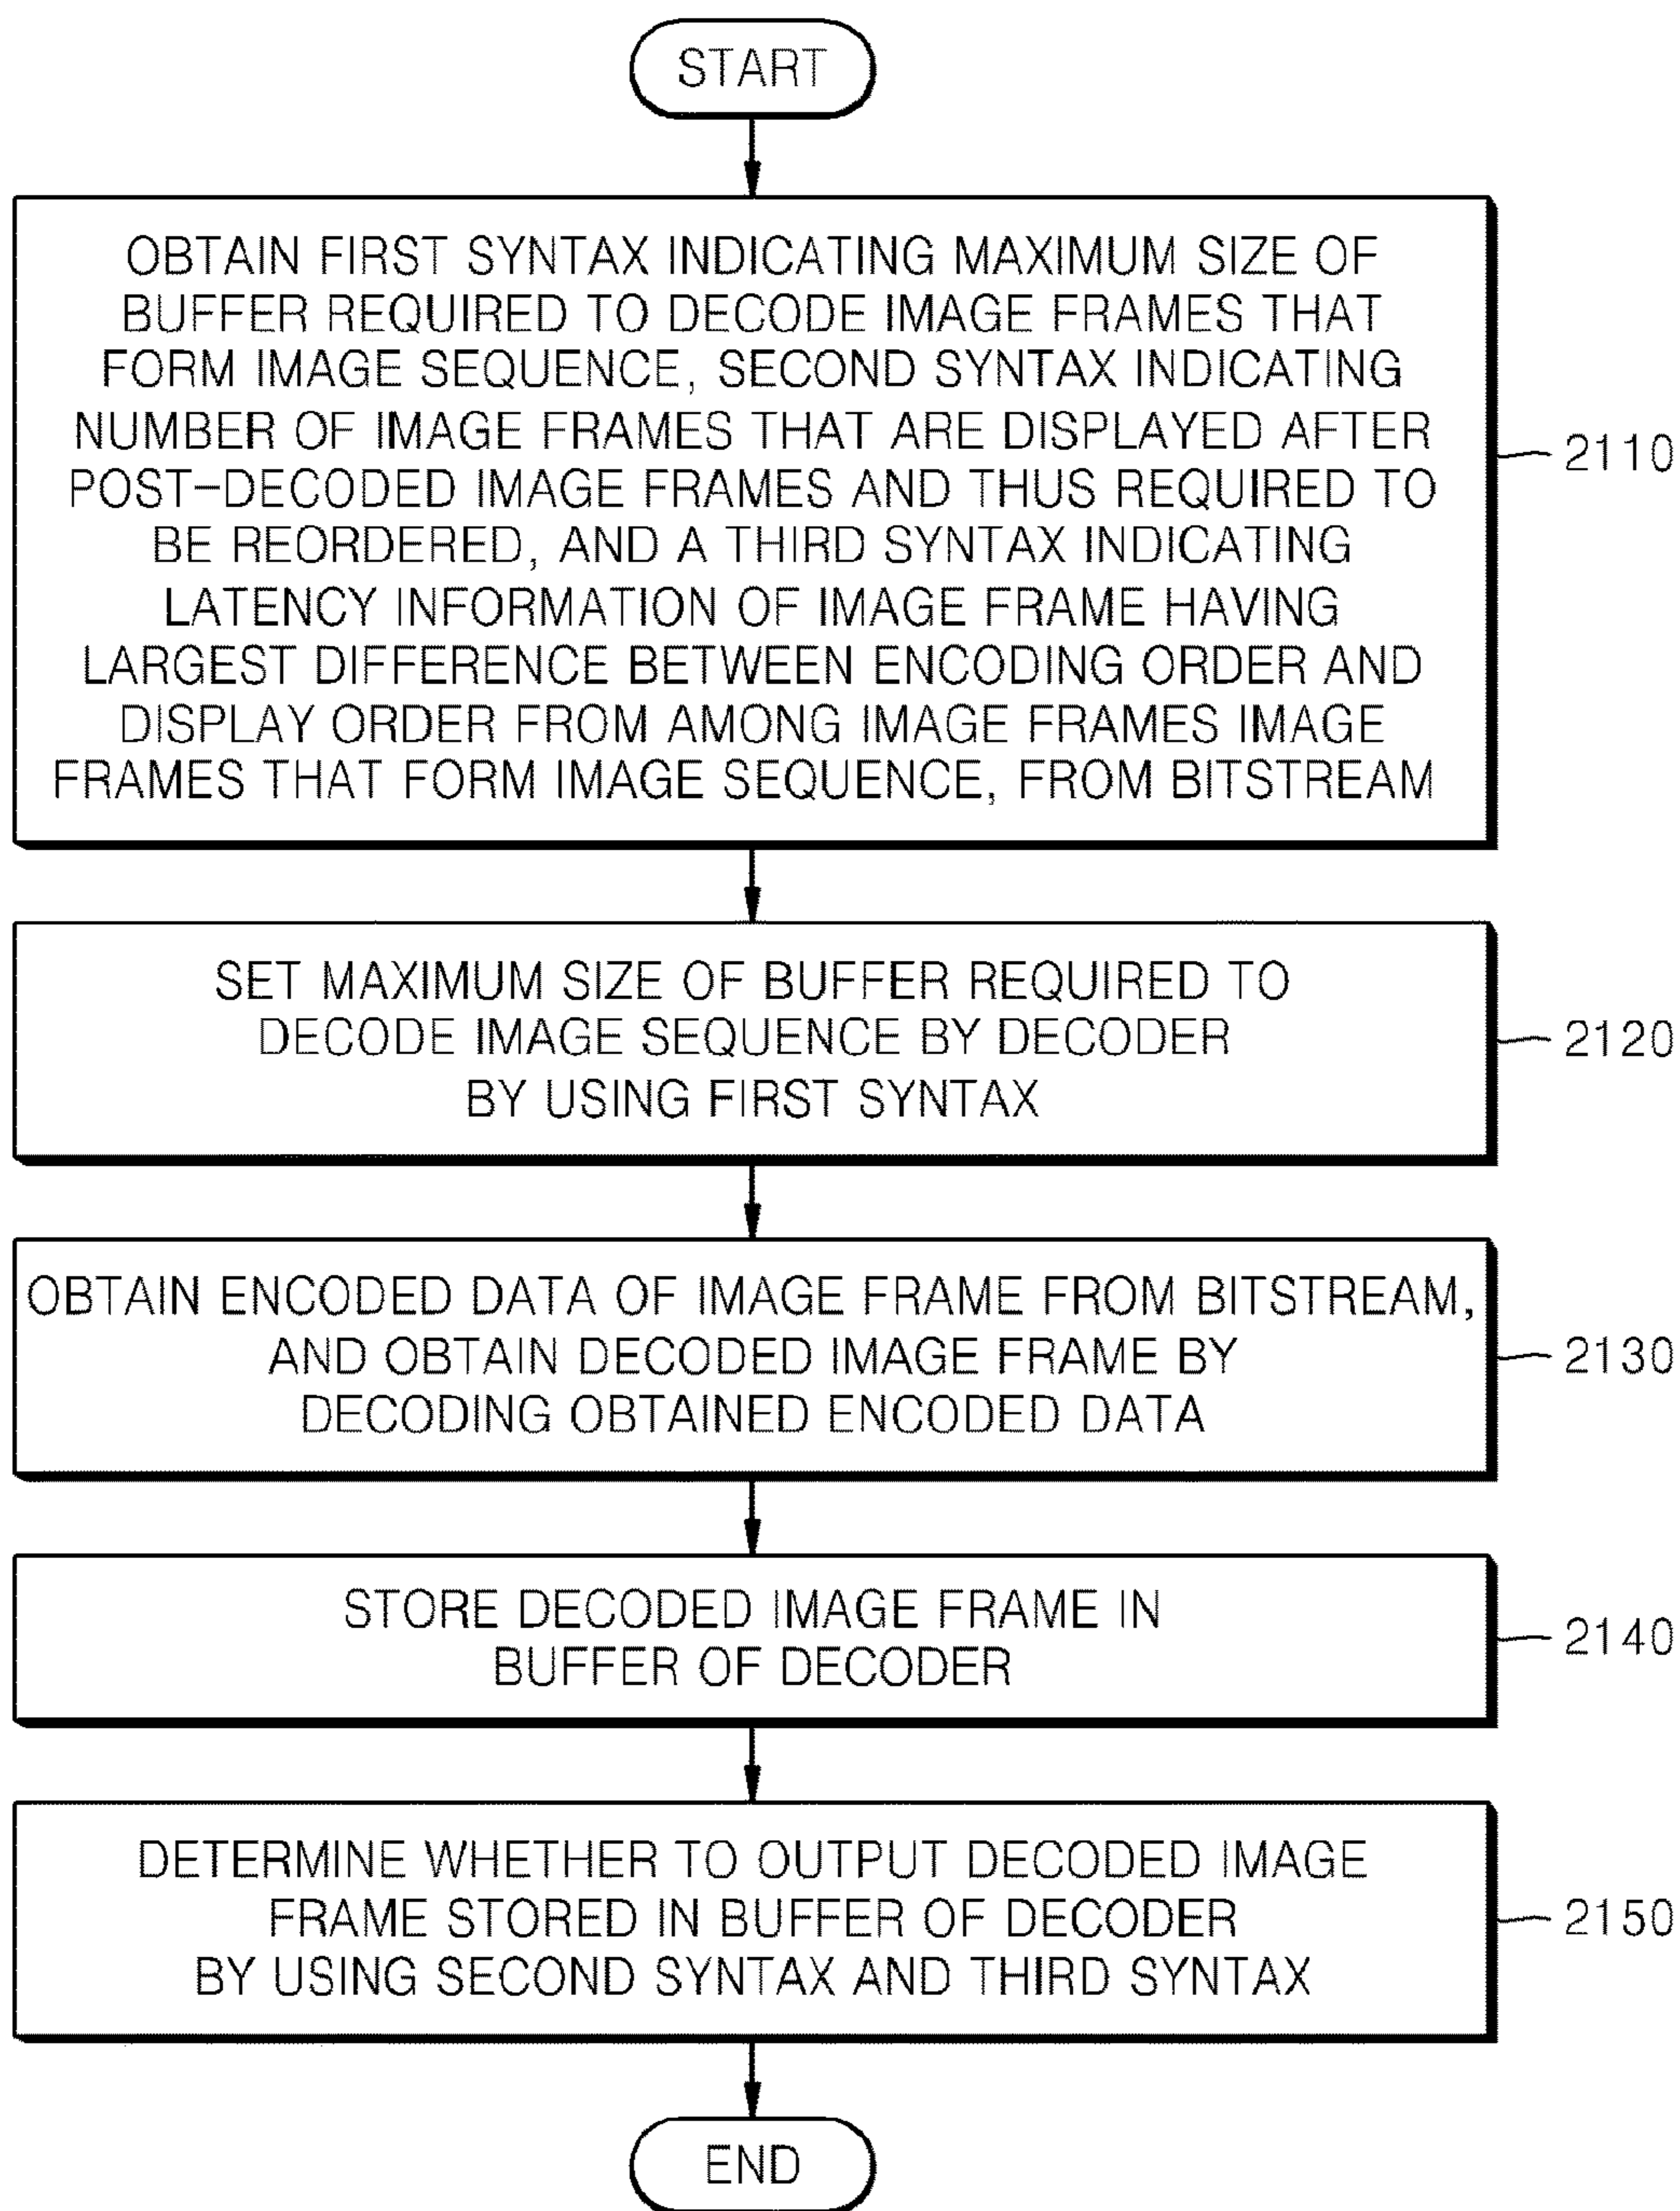 START
OBTAIN FIRST SYNTAX INDICATING MAXIMUM SIZE OF
BUFFER REQUIRED TO DECODE IMAGE FRAMES THAT
FORM IMAGE SEQUENCE, SECOND SYNTAX INDICATING
NUMBER OF IMAGE FRAMES THAT ARE DISPLAYED AFTER
POST-DECODED IMAGE FRAMES AND THUS REQUIRED TO
BE REORDERED, AND A THIRD SYNTAX INDICATING
LATENCY INFORMATION OF IMAGE FRAME HAVING
LARGEST DIFFERENCE BETWEEN ENCODING ORDER AND
DISPLAY ORDER FROM AMONG IMAGE FRAMES IMAGE
FRAMES THAT FORM IMAGE SEQUENCE, FROM BITSTREAM
2110
SET MAXIMUM SIZE OF BUFFER REQUIRED TO
DECODE IMAGE SEQUENCE BY DECODER
BY USING FIRST SYNTAX
2120
OBTAIN ENCODED DATA OF IMAGE FRAME FROM BITSTREAM,
AND OBTAIN DECODED IMAGE FRAME BY
DECODING OBTAINED ENCODED DATA
2130
STORE DECODED IMAGE FRAME IN
BUFFER OF DECODER
2140
DETERMINE WHETHER TO OUTPUT DECODED IMAGE
FRAME STORED IN BUFFER OF DECODER
BY USING SECOND SYNTAX AND THIRD SYNTAX
2150
END